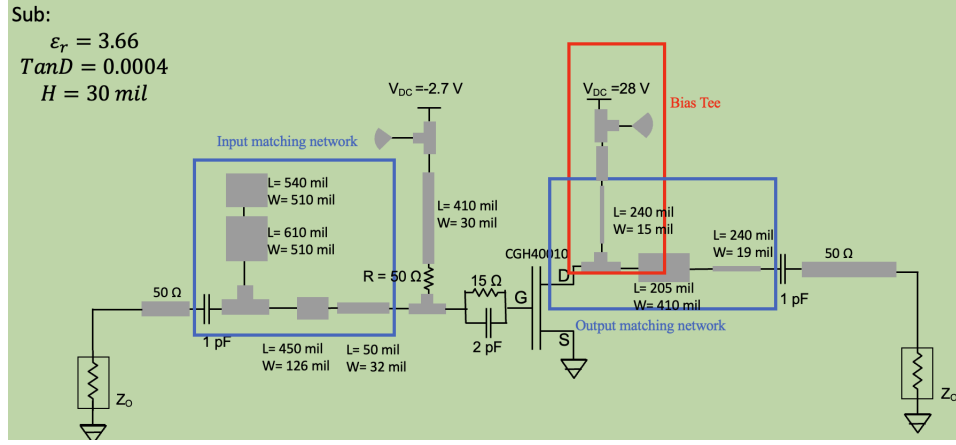 Sub:
εr = 3.66
TanD = 0.0004
H = 30 mil
VDC =-2.7 V
VDC =28 V
Bias Tee
Input matching network
L= 540 mil
W= 510 mil
L= 610 mil
W= 510 mil
L= 410 mil
W= 30 mil
R = 50 Ω
L= 240 mil
W= 15 mil
L= 240 mil
W= 19 mil
CGH40010
D
G
S
15 Ω
2 pF
50 Ω
1 pF
L= 450 mil
W= 126 mil
L= 50 mil
W= 32 mil
L= 205 mil
W= 410 mil
Output matching network
1 pF
50 Ω
ZO
ZO